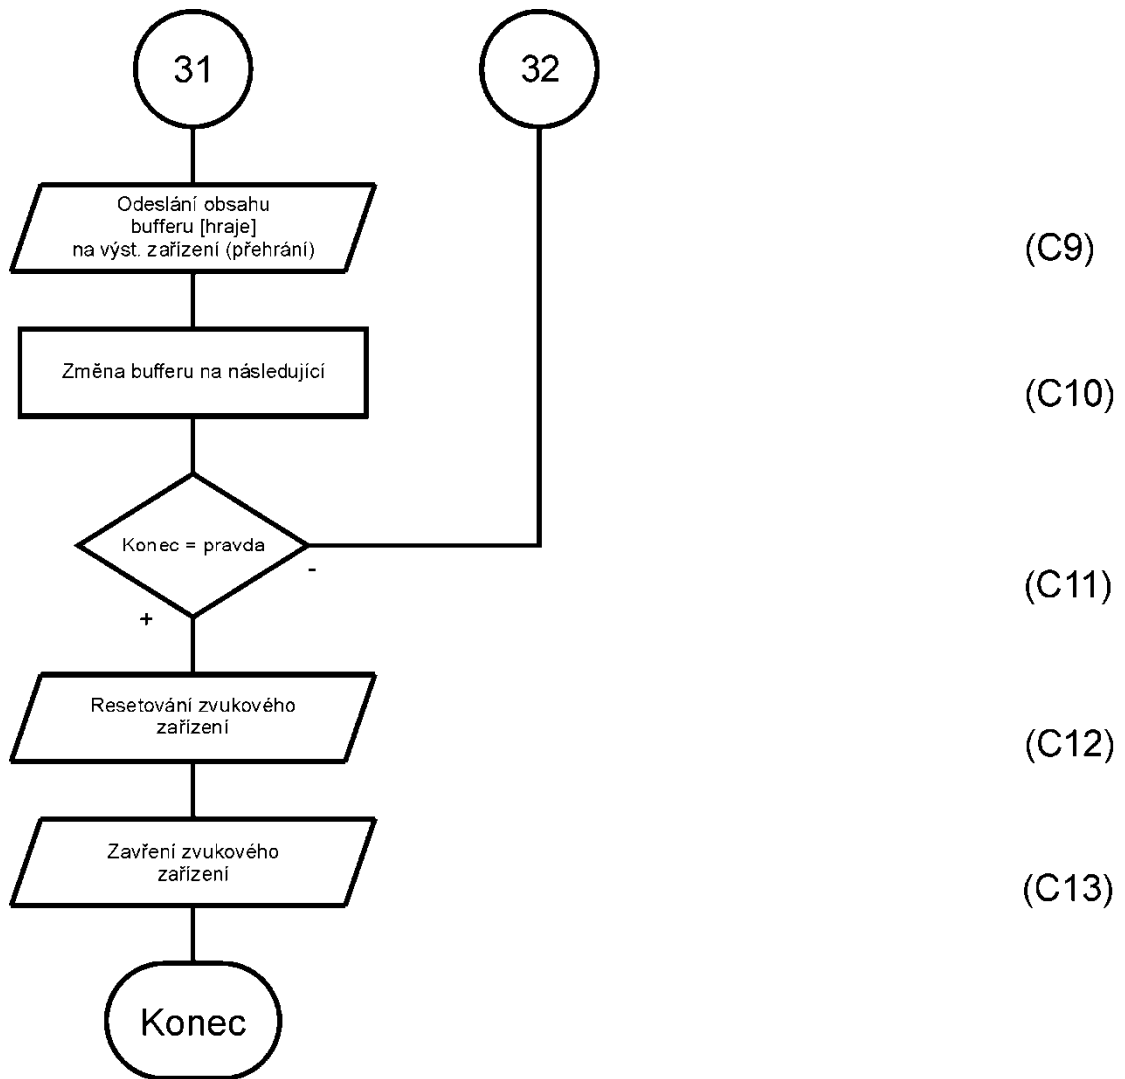 31
32
Odeslání obsahu
bufferu [hraje]
na výst. zařízení (přehrání)
(C9)
Změna bufferu na následující
(C10)
Konec = pravda
-
+
(C11)
Resetování zvukového
zařízení
(C12)
Zavření zvukového
zařízení
(C13)
Konec